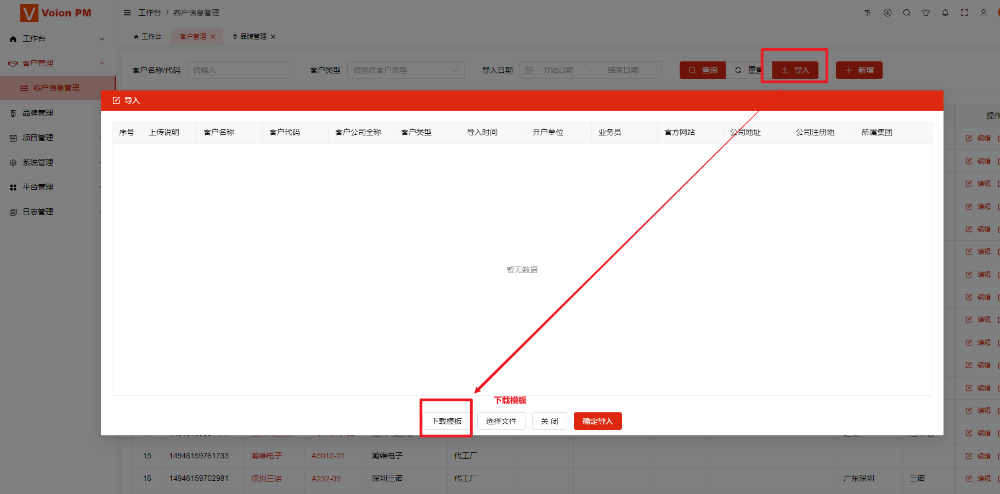 Voion PM
工作台 / 客户信息管理
工作台
客户管理
客户信息管理
品牌管理
项目管理
系统管理
平台管理
日志管理
工作台 客户管理 品牌管理
客户名称/代码 请输入 客户类型 请选择客户类型 导入日期 开始日期 - 结束日期 查询 重置 导入 新增
导入
操作
序号 上传说明 客户名称 客户代码 客户公司全称 客户类型 导入时间 开户单位 业务员 官方网站 公司地址 公司注册地 所属集团
编辑
编辑
编辑
编辑
编辑
编辑
编辑
编辑
编辑
编辑
编辑
编辑
编辑
编辑
暂无数据
下载模板
下载模板 选择文件 关 闭 确定导入
15 14946159761733 瀚维电子 A5012-01 瀚维电子 代工厂 编辑
16 14946159702981 深圳三诺 A232-09 深圳三诺 代工厂 广东深圳 三诺 编辑